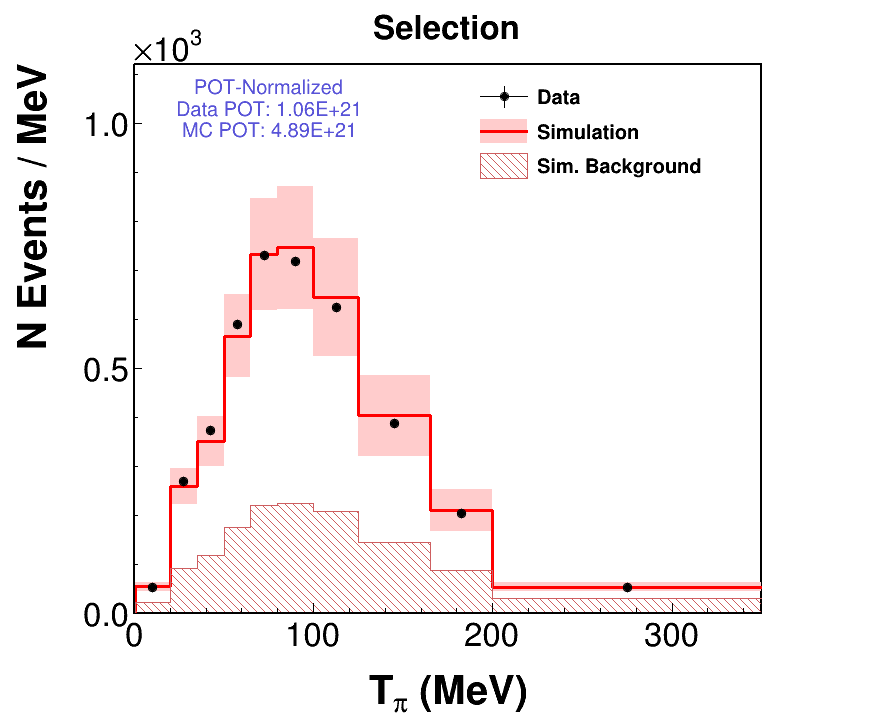 Selection
×10³
N Events / MeV
POT-Normalized
Data POT: 1.06E+21
MC POT: 4.89E+21
Data
Simulation
Sim. Background
1.0
0.5
0.0
0 100 200 300
Tπ (MeV)